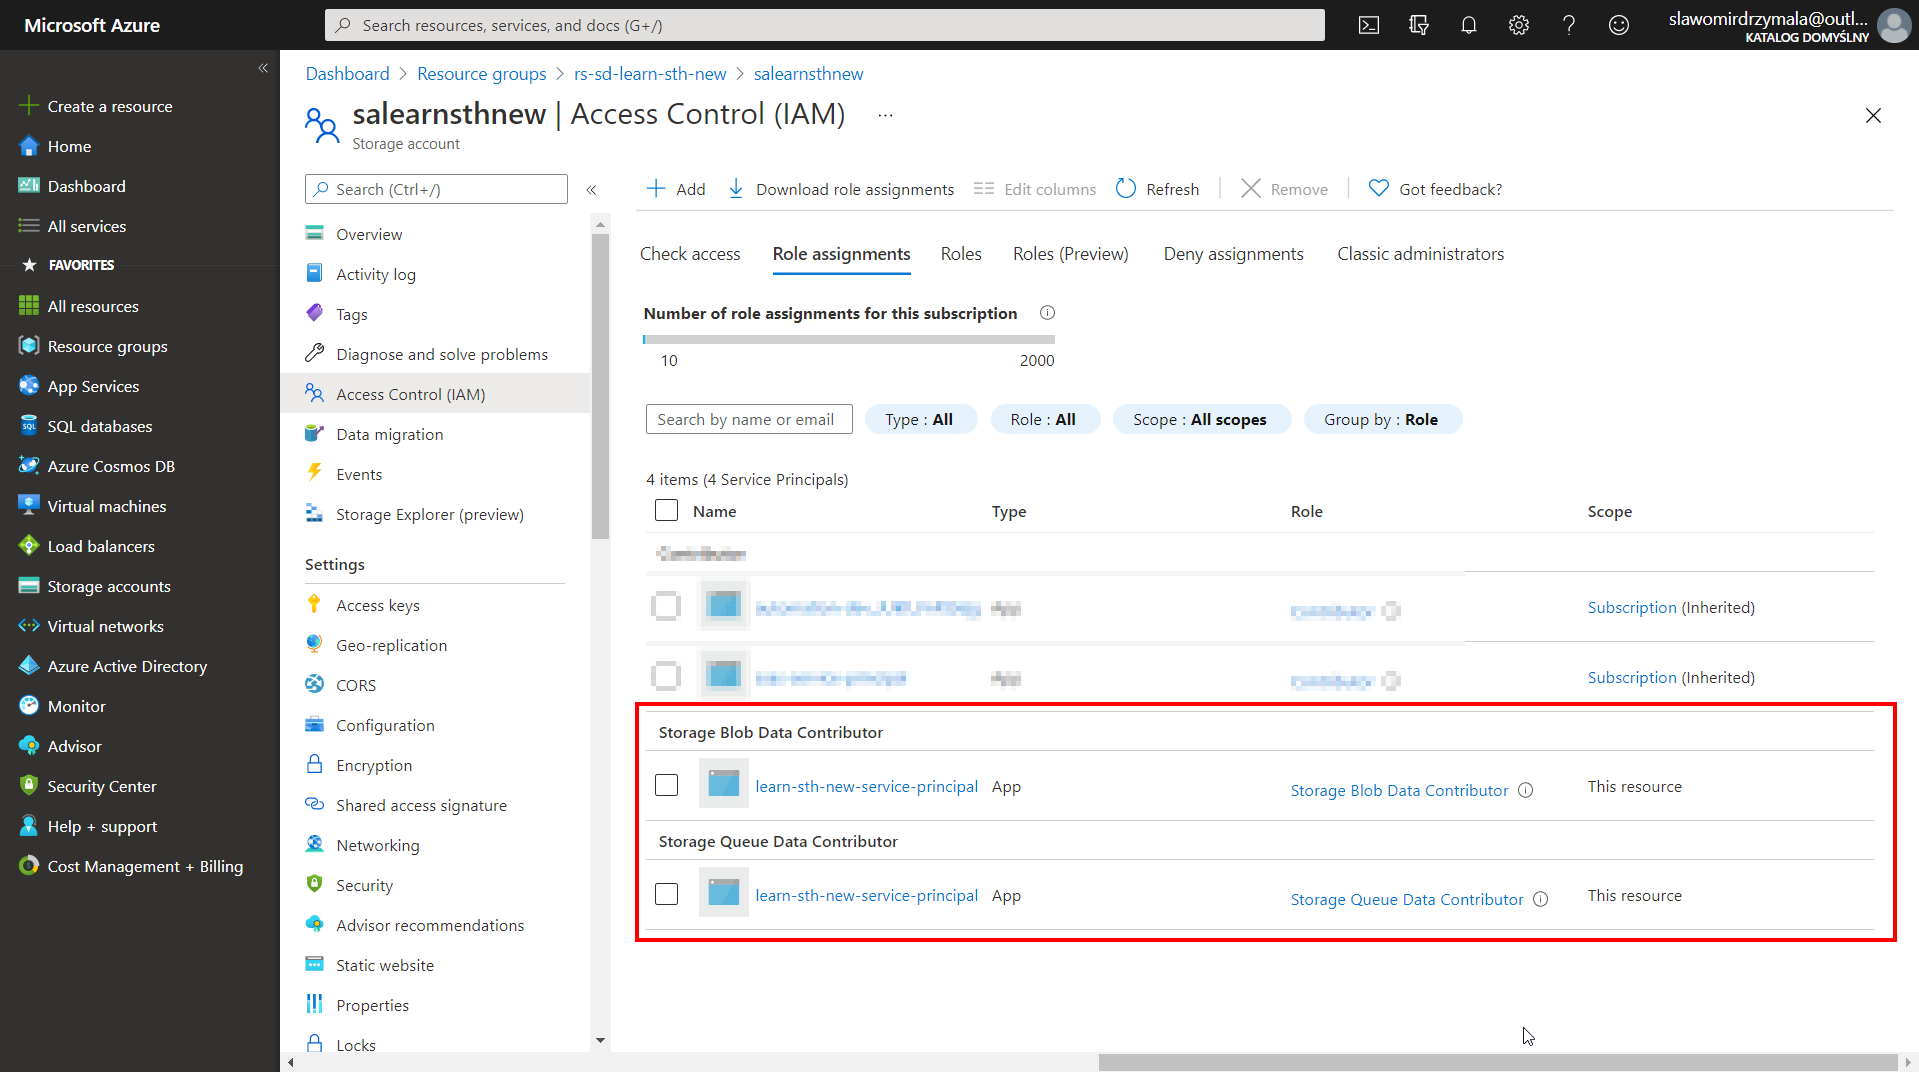 Microsoft Azure
Search resources, services, and docs (G+/)
slawomirdrzymala@outl...
KATALOG DOMYŚLNY
Create a resource
Home
Dashboard
All services
FAVORITES
All resources
Resource groups
App Services
SQL databases
Azure Cosmos DB
Virtual machines
Load balancers
Storage accounts
Virtual networks
Azure Active Directory
Monitor
Advisor
Security Center
Help + support
Cost Management + Billing
Dashboard > Resource groups > rs-sd-learn-sth-new > salearnsthnew
salearnsthnew | Access Control (IAM) ...
Storage account
Search (Ctrl+/)
Overview
Activity log
Tags
Diagnose and solve problems
Access Control (IAM)
Data migration
Events
Storage Explorer (preview)
Settings
Access keys
Geo-replication
CORS
Configuration
Encryption
Shared access signature
Networking
Security
Advisor recommendations
Static website
Properties
Locks
Add Download role assignments Edit columns Refresh Remove Got feedback?
Check access Role assignments Roles Roles (Preview) Deny assignments Classic administrators
Number of role assignments for this subscription
10 2000
Search by name or email Type : All Role : All Scope : All scopes Group by : Role
4 items (4 Service Principals)
Name Type Role Scope
Subscription (Inherited)
Subscription (Inherited)
Storage Blob Data Contributor
learn-sth-new-service-principal App Storage Blob Data Contributor This resource
Storage Queue Data Contributor
learn-sth-new-service-principal App Storage Queue Data Contributor This resource